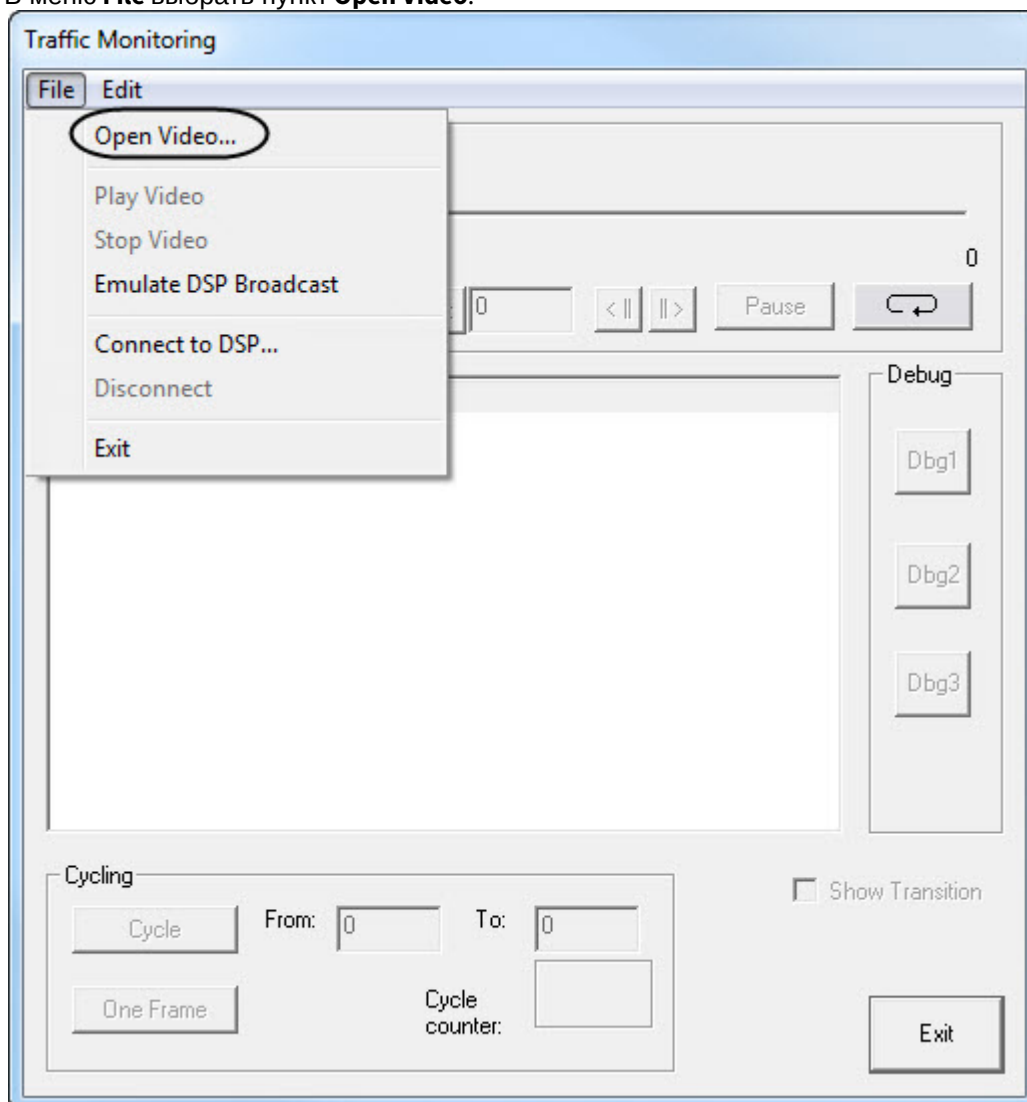 В меню File выбрать пункт Open Video.
Traffic Monitoring
File Edit
Open Video...
Play Video
Stop Video
Emulate DSP Broadcast
Connect to DSP...
Disconnect
Exit
0
0 < || || > Pause
Debug
Dbg1
Dbg2
Dbg3
Cycling
Cycle From: 0 To: 0
One Frame Cycle
counter:
Show Transition
Exit